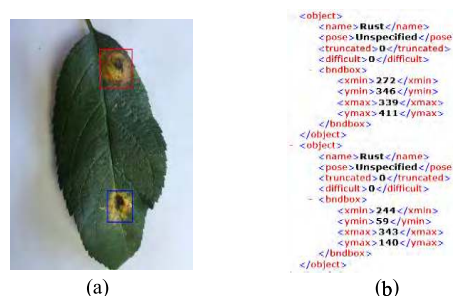 <object>
<name>Rust</name>
<pose>Unspecified</pose>
<truncated>0</truncated>
<difficult>0</difficult>
- <bndbox>
<xmin>272</xmin>
<ymin>346</ymin>
<xmax>339</xmax>
<ymax>411</ymax>
</bndbox>
</object>
- <object>
<name>Rust</name>
<pose>Unspecified</pose>
<truncated>0</truncated>
<difficult>0</difficult>
- <bndbox>
<xmin>244</xmin>
<ymin>59</ymin>
<xmax>343</xmax>
<ymax>140</ymax>
</bndbox>
</object>
(a)
(b)